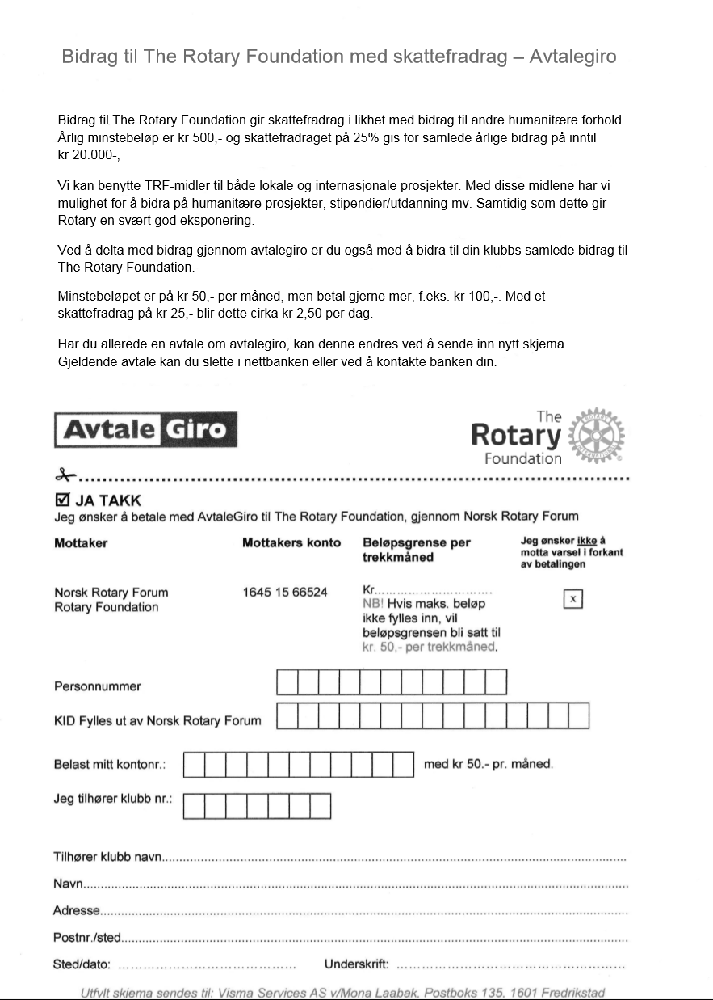 Bidrag til The Rotary Foundation med skattefradrag – Avtalegiro
Bidrag til The Rotary Foundation gir skattefradrag i likhet med bidrag til andre humanitære forhold.
Årlig minstebeløp er kr 500,- og skattefradraget på 25% gis for samlede årlige bidrag på inntil
kr 20.000-,
Vi kan benytte TRF-midler til både lokale og internasjonale prosjekter. Med disse midlene har vi
mulighet for å bidra på humanitære prosjekter, stipendier/utdanning mv. Samtidig som dette gir
Rotary en svært god eksponering.
Ved å delta med bidrag gjennom avtalegiro er du også med å bidra til din klubbs samlede bidrag til
The Rotary Foundation.
Minstebeløpet er på kr 50,- per måned, men betal gjerne mer, f.eks. kr 100,-. Med et
skattefradrag på kr 25,- blir dette cirka kr 2,50 per dag.
Har du allerede en avtale om avtalegiro, kan denne endres ved å sende inn nytt skjema.
Gjeldende avtale kan du slette i nettbanken eller ved å kontakte banken din.
Avtale Giro
The
Rotary
Foundation
ROTARY
INTERNATIONAL
JA TAKK
Jeg ønsker å betale med AvtaleGiro til The Rotary Foundation, gjennom Norsk Rotary Forum
Mottaker
Mottakers konto
Beløpsgrense per
trekkmåned
Jeg ønsker ikke å
motta varsel i forkant
av betalingen
Norsk Rotary Forum
Rotary Foundation
1645 15 66524
Kr................................
NB! Hvis maks. beløp
ikke fylles inn, vil
beløpsgrensen bli satt til
kr. 50,- per trekkmåned.
x
Personnummer
KID Fylles ut av Norsk Rotary Forum
Belast mitt kontonr.:
med kr 50.- pr. måned.
Jeg tilhører klubb nr.:
Tilhører klubb navn................................
Navn................................
Adresse................................
Postnr./sted................................
Sted/dato: ................................ Underskrift: ................................
Utfylt skjema sendes til: Visma Services AS v/Mona Laabak, Postboks 135, 1601 Fredrikstad